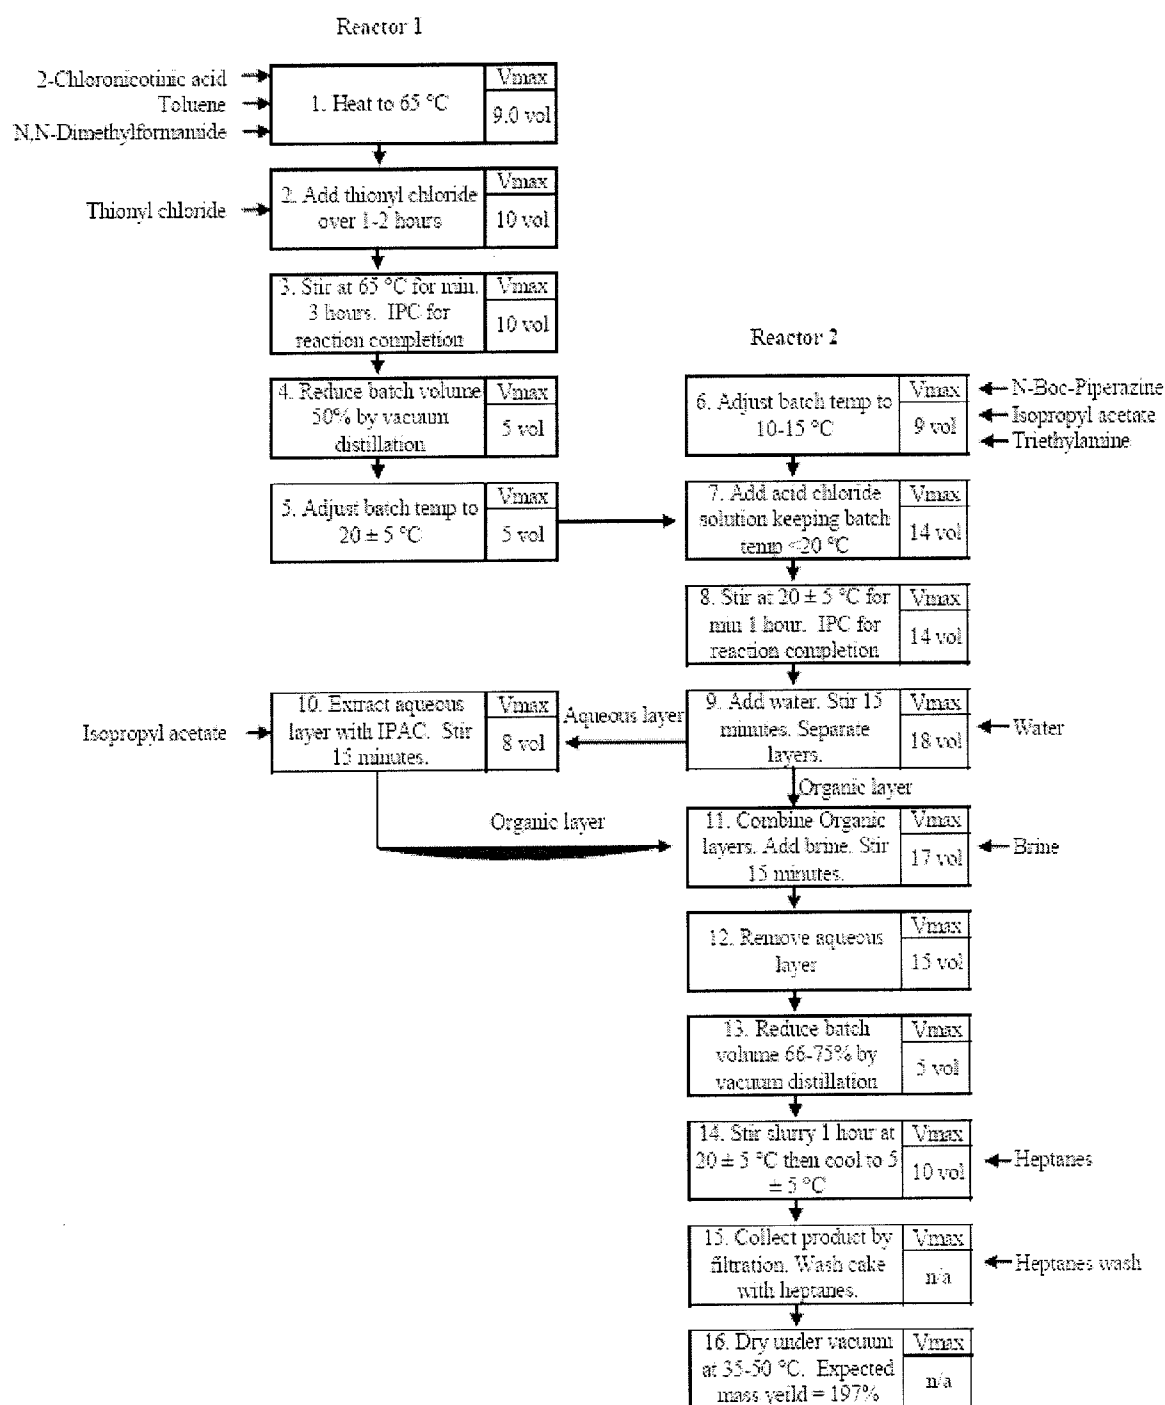 Reactor 1
2-Chloronicotinic acid
Toluene
N,N-Dimethylformamide
1. Heat to 65 °C
Vmax
9.0 vol
Thionyl chloride
2. Add thionyl chloride
over 1-2 hours
Vmax
10 vol
3. Stir at 65 °C for min.
3 hours. IPC for
reaction completion
Vmax
10 vol
4. Reduce batch volume
50% by vacuum
distillation
Vmax
5 vol
5. Adjust batch temp to
20 ± 5 °C
Vmax
5 vol
Reactor 2
6. Adjust batch temp to
10-15 °C
Vmax
9 vol
N-Boc-Piperazine
Isopropyl acetate
Triethylamine
7. Add acid chloride
solution keeping batch
temp <20 °C
Vmax
14 vol
8. Stir at 20 ± 5 °C for
min 1 hour. IPC for
reaction completion
Vmax
14 vol
9. Add water. Stir 15
minutes. Separate
layers.
Vmax
18 vol
Water
Aqueous layer
Isopropyl acetate
10. Extract aqueous
layer with IPAC. Stir
15 minutes.
Vmax
8 vol
Organic layer
Organic layer
11. Combine Organic
layers. Add brine. Stir
15 minutes.
Vmax
17 vol
Brine
12. Remove aqueous
layer
Vmax
15 vol
13. Reduce batch
volume 66-75% by
vacuum distillation
Vmax
5 vol
14. Stir slurry 1 hour at
20 ± 5 °C then cool to 5
± 5 °C
Vmax
10 vol
Heptanes
15. Collect product by
filtration. Wash cake
with heptanes.
Vmax
n/a
Heptanes wash
16. Dry under vacuum
at 35-50 °C. Expected
mass yeild = 197%
Vmax
n/a